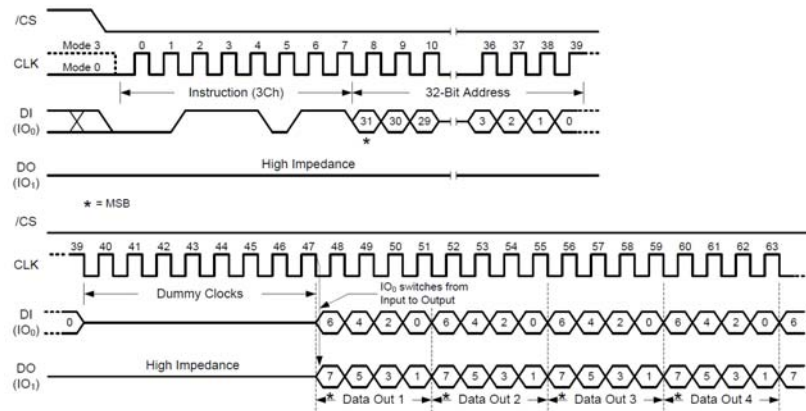 /CS
Mode 3 0 1 2 3 4 5 6 7 8 9 10 36 37 38 39
CLK Mode 0
Instruction (3Ch) 32-Bit Address
DI
(IO₀) 31 30 29 3 2 1 0
*
High Impedance
DO
(IO₁)
* = MSB
/CS
39 40 41 42 43 44 45 46 47 48 49 50 51 52 53 54 55 56 57 58 59 60 61 62 63
CLK
Dummy Clocks
IO₀ switches from
Input to Output
DI
(IO₀) 0 6 4 2 0 6 4 2 0 6 4 2 0 6 4 2 0 6
High Impedance
DO
(IO₁) 7 5 3 1 7 5 3 1 7 5 3 1 7 5 3 1 7
* Data Out 1 * Data Out 2 * Data Out 3 * Data Out 4